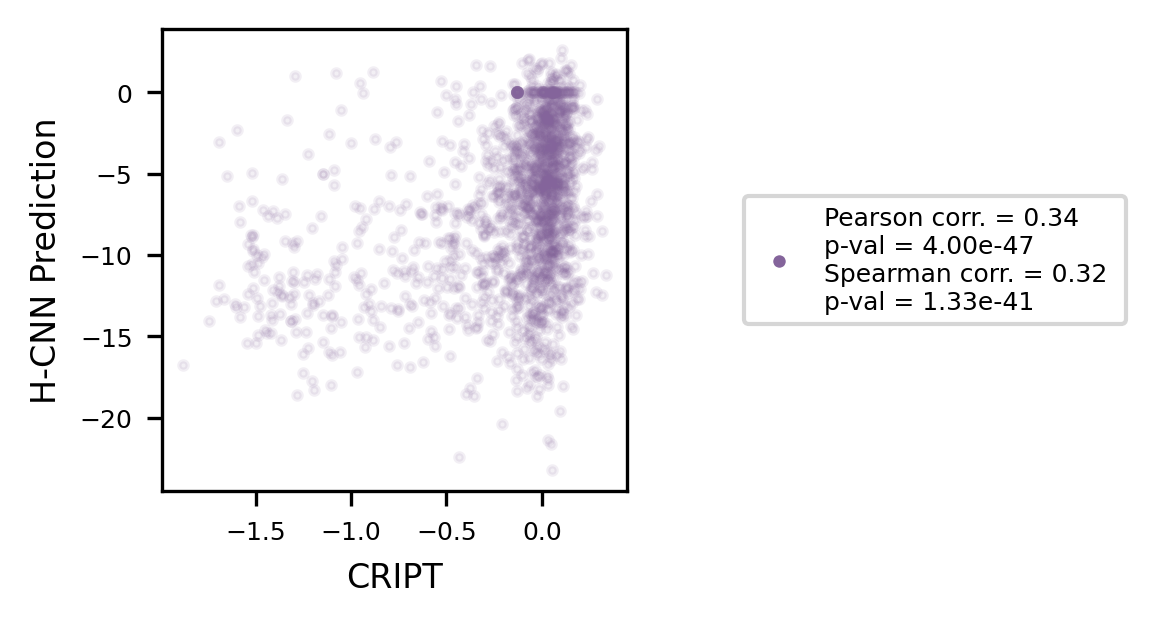 H-CNN Prediction
0
−5
−10
−15
−20
−1.5 −1.0 −0.5 0.0
CRIPT
Pearson corr. = 0.34
p-val = 4.00e-47
Spearman corr. = 0.32
p-val = 1.33e-41